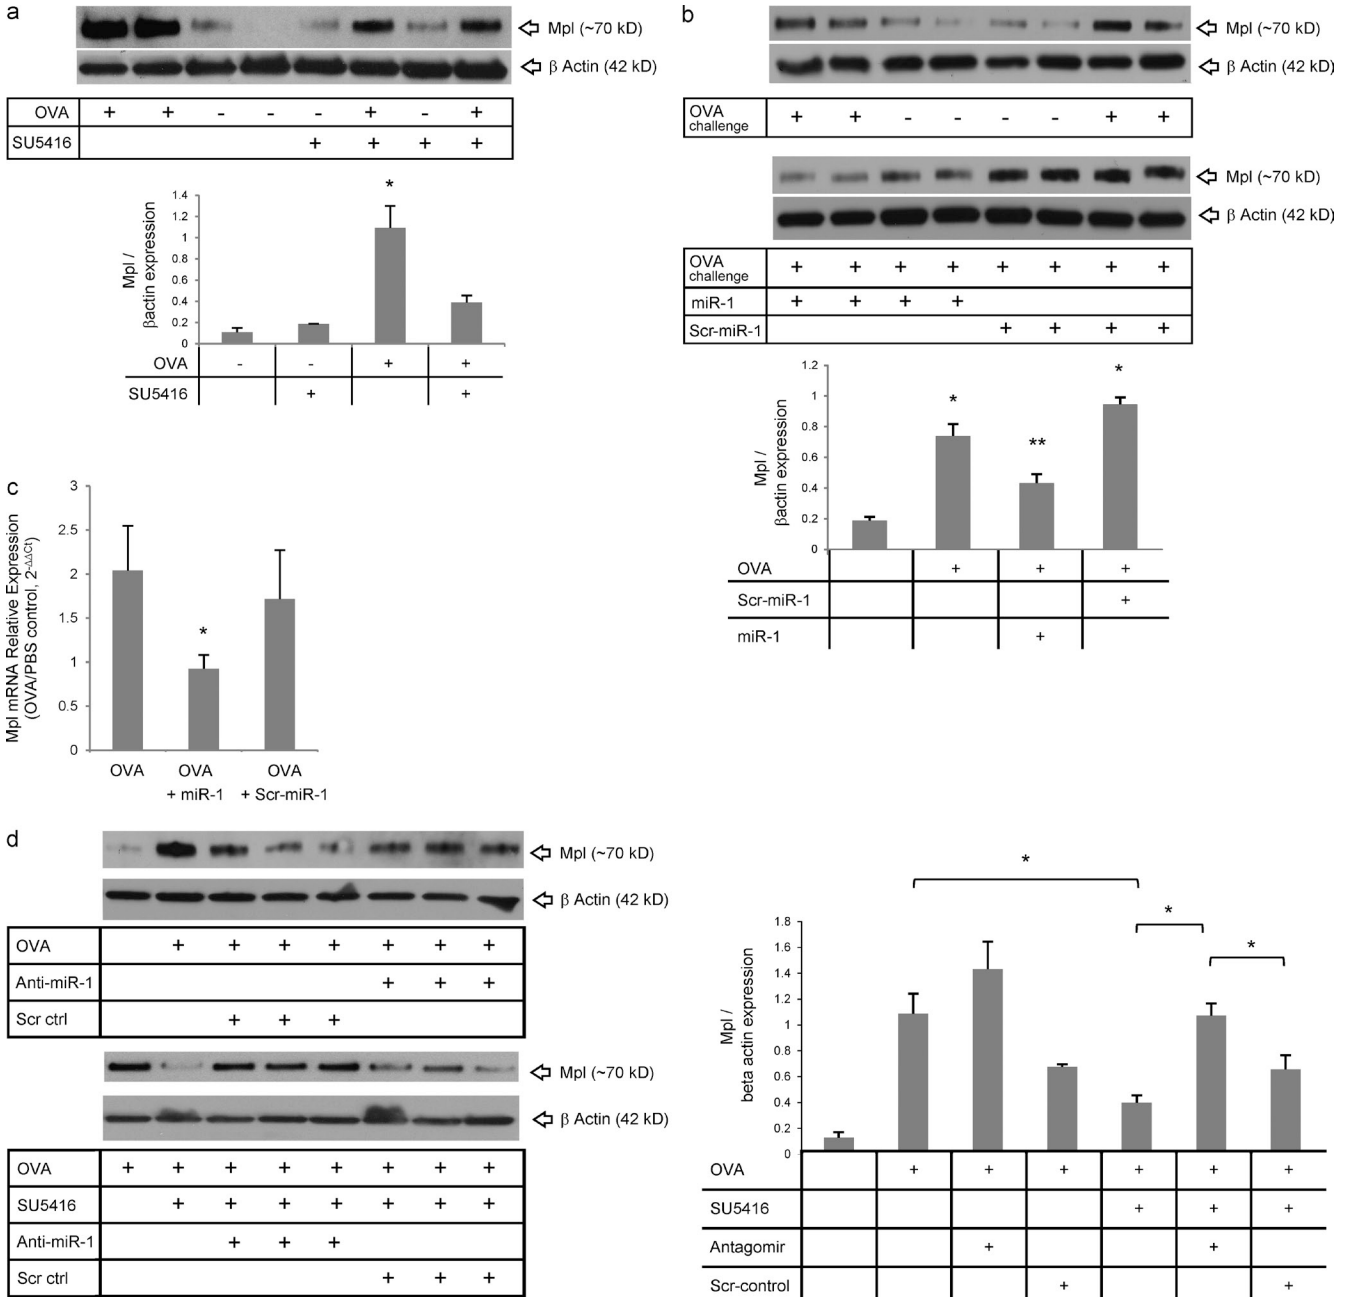 a
Mpl (~70 kD)
β Actin (42 kD)
OVA + + - - - + - +
SU5416 + + + +
Mpl /
βactin expression
1.4
1.2
1
0.8
0.6
0.4
0.2
0
*
OVA - - + +
SU5416 + +
b
Mpl (~70 kD)
β Actin (42 kD)
OVA
challenge + + - - - - + +
Mpl (~70 kD)
β Actin (42 kD)
OVA
challenge + + + + + + + +
miR-1 + + + +
Scr-miR-1 + + + +
Mpl /
βactin expression
1.2
1
0.8
0.6
0.4
0.2
0
* ** *
OVA + + +
Scr-miR-1 +
miR-1 +
c
Mpl mRNA Relative Expression
(OVA/PBS control, 2-ΔΔCt)
3
2.5
2
1.5
1
0.5
0
*
OVA OVA OVA
+ miR-1 + Scr-miR-1
d
Mpl (~70 kD)
β Actin (42 kD)
OVA + + + + + + +
Anti-miR-1 + + +
Scr ctrl + + +
Mpl (~70 kD)
β Actin (42 kD)
OVA + + + + + + + +
SU5416 + + + + + + +
Anti-miR-1 + + +
Scr ctrl + + +
Mpl /
beta actin expression
1.8
1.6
1.4
1.2
1
0.8
0.6
0.4
0.2
0
*
*
*
OVA + + + + + +
SU5416 + + +
Antagomir + +
Scr-control + +